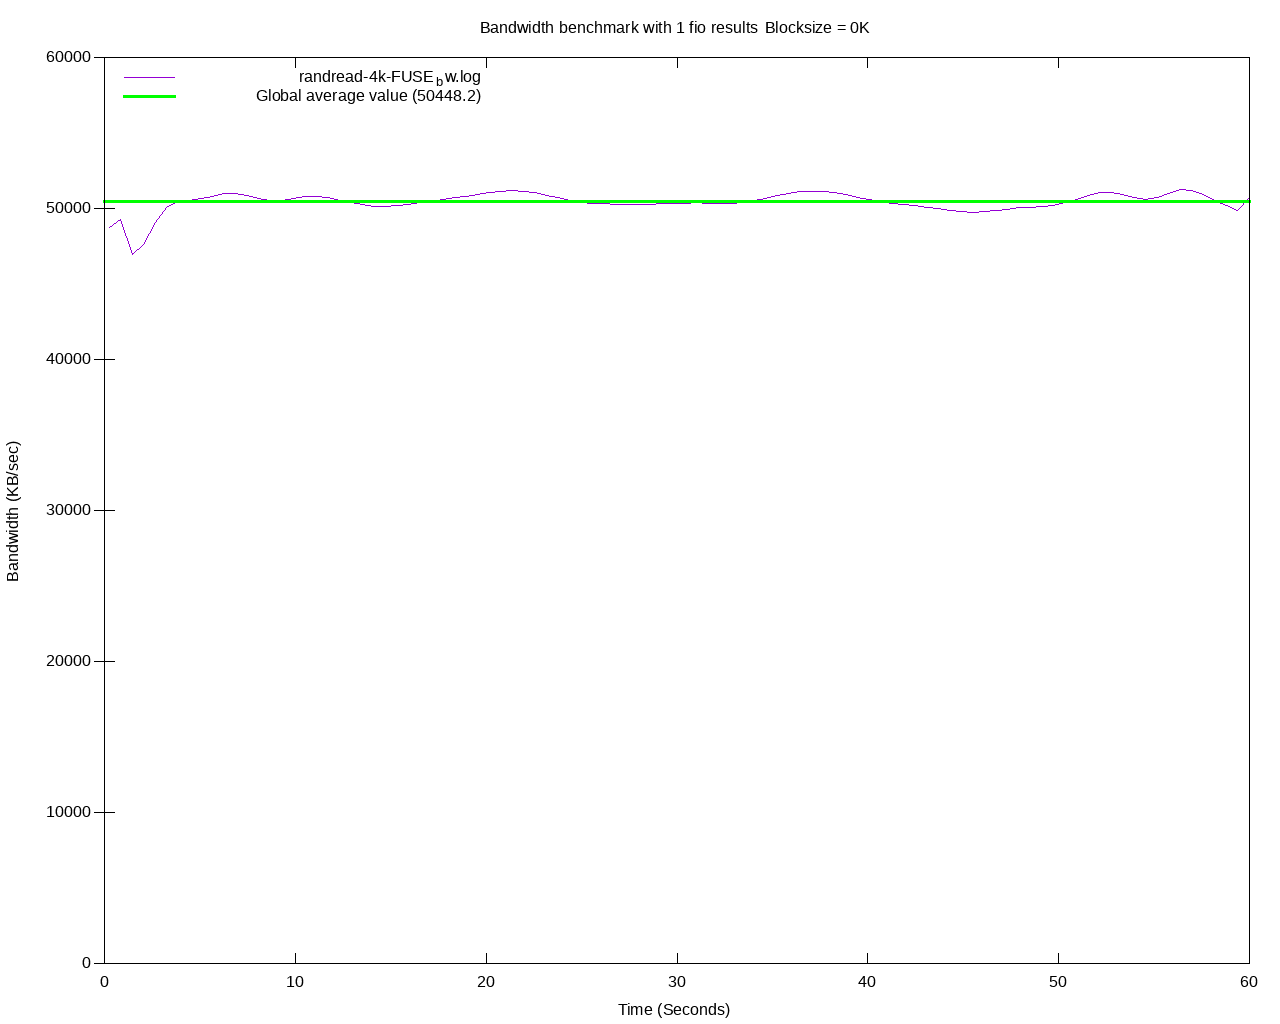 Bandwidth benchmark with 1 fio results Blocksize = 0K
60000
randread-4k-FUSEbw.log
Global average value (50448.2)
50000
40000
Bandwidth (KB/sec)
30000
20000
10000
0
0 10 20 30 40 50 60
Time (Seconds)